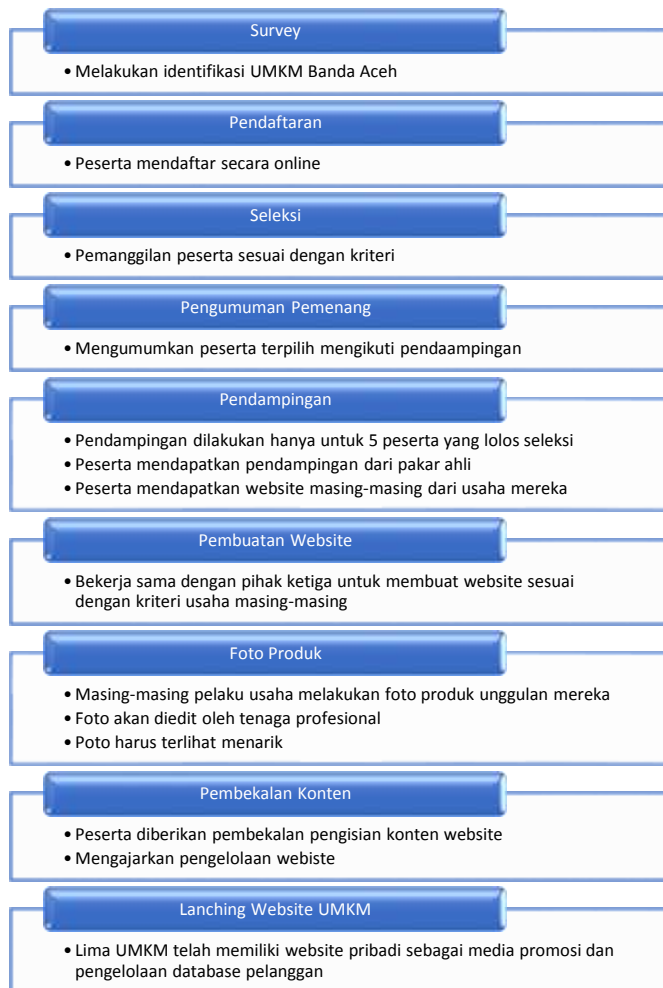 Survey
• Melakukan identifikasi UMKM Banda Aceh
Pendaftaran
• Peserta mendaftar secara online
Seleksi
• Pemanggilan peserta sesuai dengan kriteri
Pengumuman Pemenang
• Mengumumkan peserta terpilih mengikuti pendaampingan
Pendampingan
• Pendampingan dilakukan hanya untuk 5 peserta yang lolos seleksi
• Peserta mendapatkan pendampingan dari pakar ahli
• Peserta mendapatkan website masing-masing dari usaha mereka
Pembuatan Website
• Bekerja sama dengan pihak ketiga untuk membuat website sesuai
dengan kriteri usaha masing-masing
Foto Produk
• Masing-masing pelaku usaha melakukan foto produk unggulan mereka
• Foto akan diedit oleh tenaga profesional
• Poto harus terlihat menarik
Pembekalan Konten
• Peserta diberikan pembekalan pengisian konten website
• Mengajarkan pengelolaan webiste
Lanching Website UMKM
• Lima UMKM telah memiliki website pribadi sebagai media promosi dan
pengelolaan database pelanggan